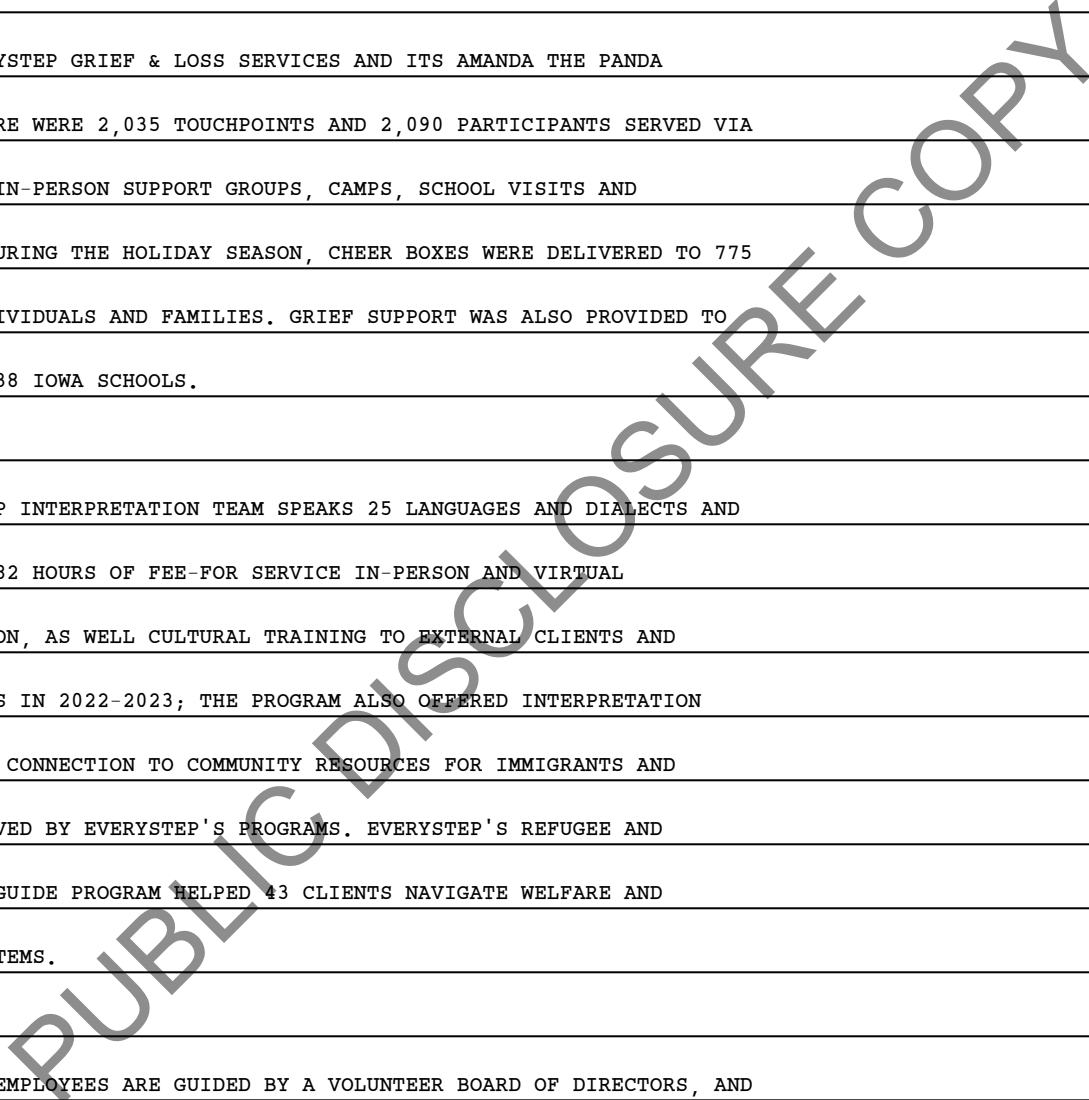 YSTEP GRIEF & LOSS SERVICES AND ITS AMANDA THE PANDA
RE WERE 2,035 TOUCHPOINTS AND 2,090 PARTICIPANTS SERVED VIA
IN-PERSON SUPPORT GROUPS, CAMPS, SCHOOL VISITS AND
URING THE HOLIDAY SEASON, CHEER BOXES WERE DELIVERED TO 775
IVIDUALS AND FAMILIES. GRIEF SUPPORT WAS ALSO PROVIDED TO
38 IOWA SCHOOLS.
P INTERPRETATION TEAM SPEAKS 25 LANGUAGES AND DIALECTS AND
32 HOURS OF FEE-FOR SERVICE IN-PERSON AND VIRTUAL
ON, AS WELL CULTURAL TRAINING TO EXTERNAL CLIENTS AND
S IN 2022-2023; THE PROGRAM ALSO OFFERED INTERPRETATION
CONNECTION TO COMMUNITY RESOURCES FOR IMMIGRANTS AND
VED BY EVERYSTEP'S PROGRAMS. EVERYSTEP'S REFUGEE AND
GUIDE PROGRAM HELPED 43 CLIENTS NAVIGATE WELFARE AND
TEMS.
EMPLOYEES ARE GUIDED BY A VOLUNTEER BOARD OF DIRECTORS, AND
PUBLIC DISCLOSURE COPY